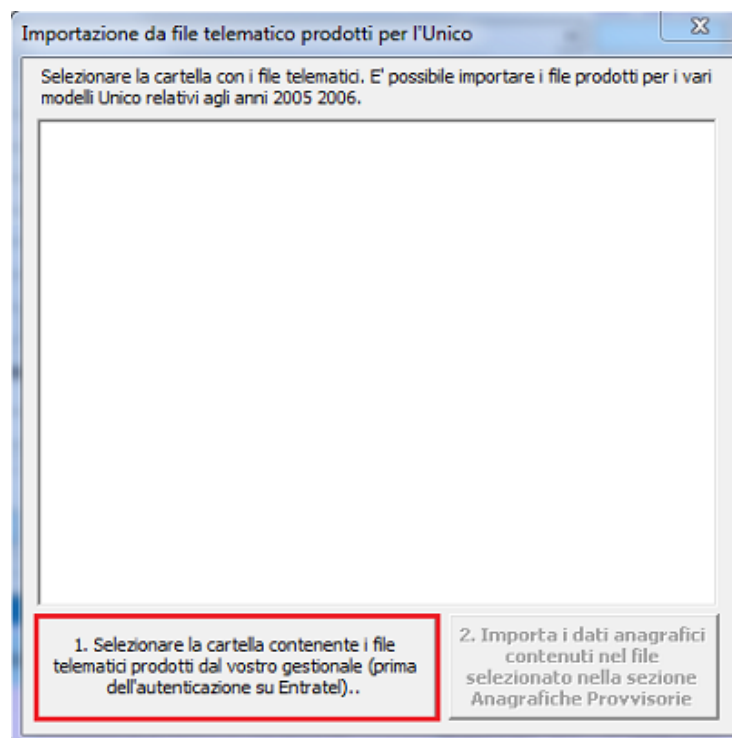 Importazione da file telematico prodotti per l'Unico
Selezionare la cartella con i file telematici. E' possibile importare i file prodotti per i vari
modelli Unico relativi agli anni 2005 2006.
1. Selezionare la cartella contenente i file
telematici prodotti dal vostro gestionale (prima
dell'autenticazione su Entratel)..
2. Importa i dati anagrafici
contenuti nel file
selezionato nella sezione
Anagrafiche Provvisorie